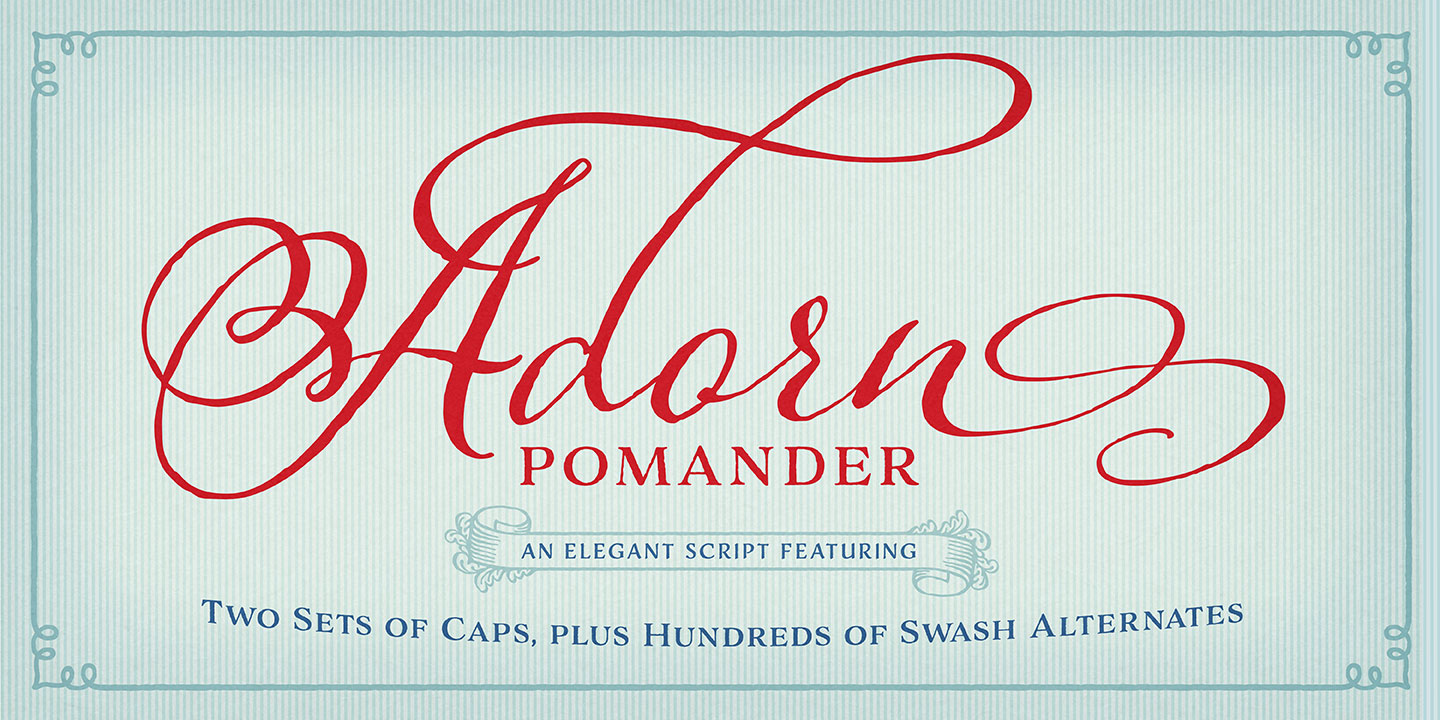 Adorn
POMANDER
AN ELEGANT SCRIPT FEATURING
TWO SETS OF CAPS, PLUS HUNDREDS OF SWASH ALTERNATES